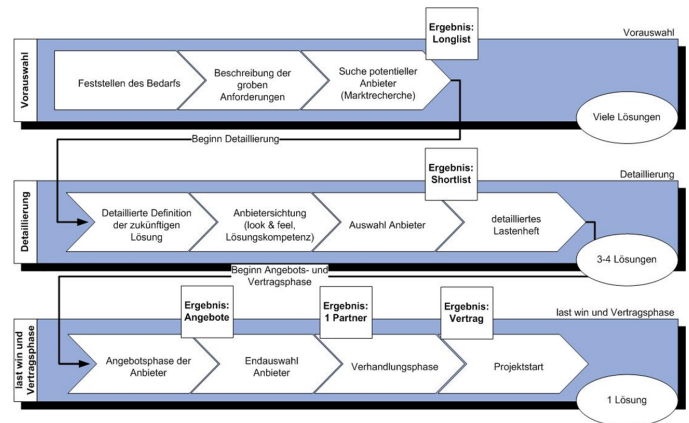 Ergebnis:
Longlist
Vorauswahl
Vorauswahl
Feststellen des Bedarfs
Beschreibung der
groben
Anforderungen
Suche potentieller
Anbieter
(Marktrecherche)
Viele Lösungen
Beginn Detaillierung
Ergebnis:
Shortlist
Detaillierung
Detaillierung
Detaillierte Definition
der zukünftigen
Lösung
Anbietersichtung
(look & feel,
Lösungskompetenz)
Auswahl Anbieter
detailliertes
Lastenheft
3-4 Lösungen
Beginn Angebots- und
Vertragsphase
Ergebnis:
Angebote
Ergebnis:
1 Partner
Ergebnis:
Vertrag
last win und Vertragsphase
last win und
Vertragsphase
Angebotsphase der
Anbieter
Endauswahl
Anbieter
Verhandlungsphase
Projektstart
1 Lösung